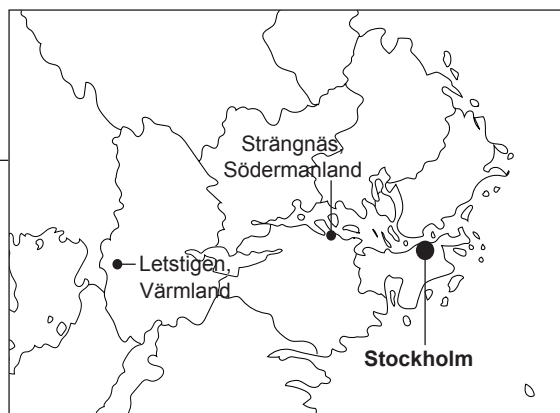 Strängnäs,
Södermanland
Letstigen,
Värmland
Stockholm